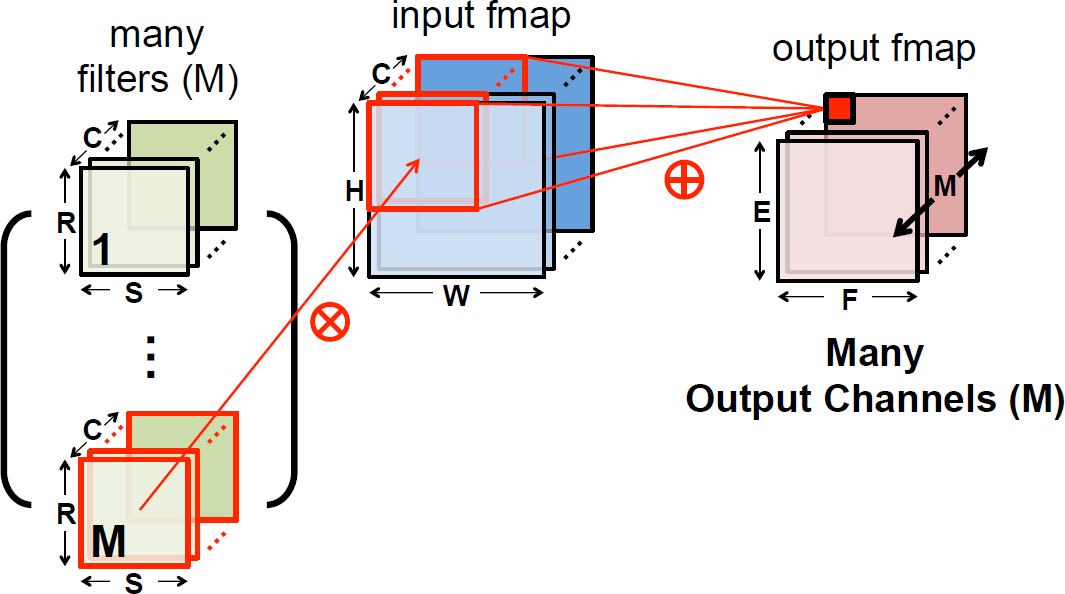 many
filters (M)
C
R
1
S
⋮
C
R
M
S
input fmap
C
H
W
output fmap
M
E
F
Many
Output Channels (M)